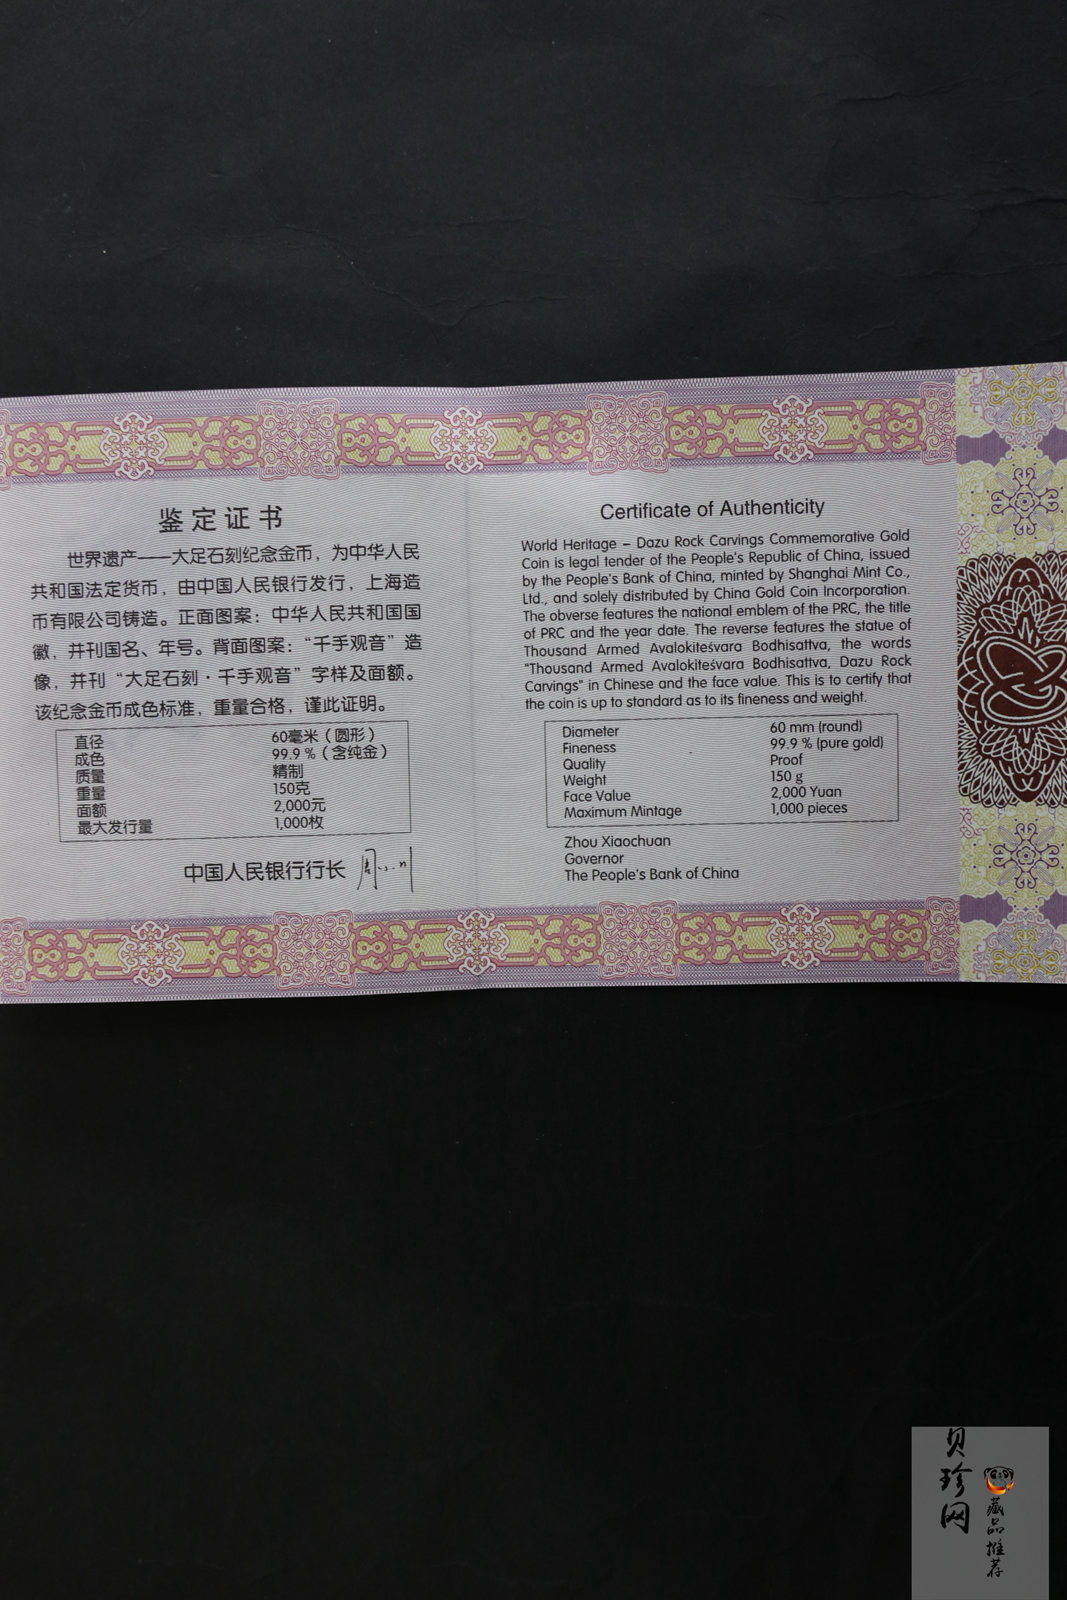 鉴定证书
世界遗产——大足石刻纪念金币，为中华人民
共和国法定货币，由中国人民银行发行，上海造
币有限公司铸造。正面图案：中华人民共和国国
徽，并刊国名、年号。背面图案：“千手观音”造
像，并刊“大足石刻·千手观音”字样及面额。
该纪念金币成色标准，重量合格，谨此证明。
直径 60毫米（圆形）
成色 99.9 %（含纯金）
质量 精制
重量 150克
面额 2,000元
最大发行量 1,000枚
中国人民银行行长
Certificate of Authenticity
World Heritage – Dazu Rock Carvings Commemorative Gold
Coin is legal tender of the People's Republic of China, issued
by the People's Bank of China, minted by Shanghai Mint Co.,
Ltd., and solely distributed by China Gold Coin Incorporation.
The obverse features the national emblem of the PRC, the title
of PRC and the year date. The reverse features the statue of
Thousand Armed Avalokiteśvara Bodhisattva, the words
"Thousand Armed Avalokiteśvara Bodhisattva, Dazu Rock
Carvings" in Chinese and the face value. This is to certify that
the coin is up to standard as to its fineness and weight.
Diameter 60 mm (round)
Fineness 99.9 % (pure gold)
Quality Proof
Weight 150 g
Face Value 2,000 Yuan
Maximum Mintage 1,000 pieces
Zhou Xiaochuan
Governor
The People's Bank of China
贝珍网
藏品推荐